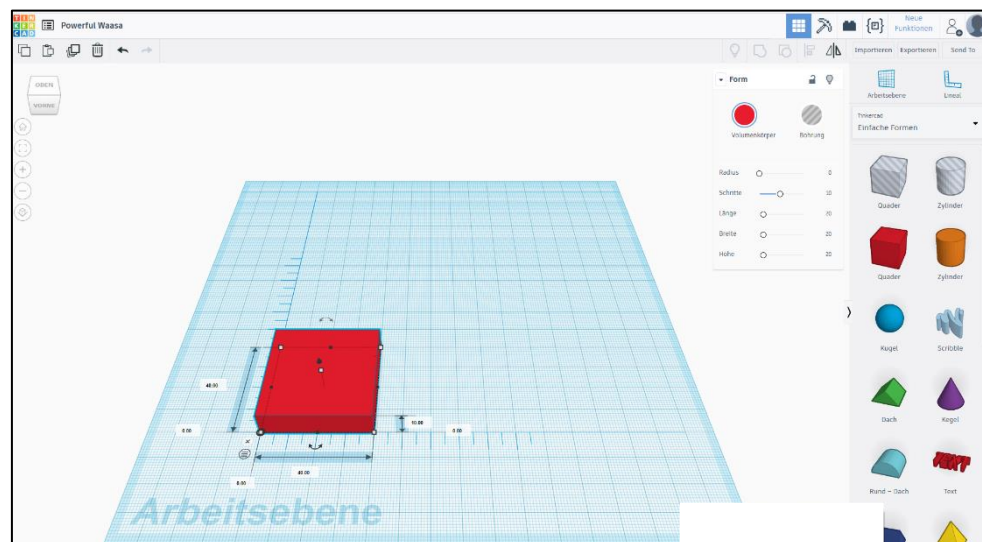 TIN
KER
CAD
Powerful Waasa
Neue
Funktionen
Importieren Exportieren Send To
OBEN
VORNE
Form
Volumenkörper Bohrung
Radius 0
Schritte 10
Länge 20
Breite 20
Höhe 20
Arbeitsebene Lineal
Tinkercad
Einfache Formen
Quader Zylinder
Quader Zylinder
Kugel Scribble
Dach Kegel
Rund – Dach Text
TEXT
40.00
10.00
0.00
0.00
40.00
0.00
Arbeitsebene